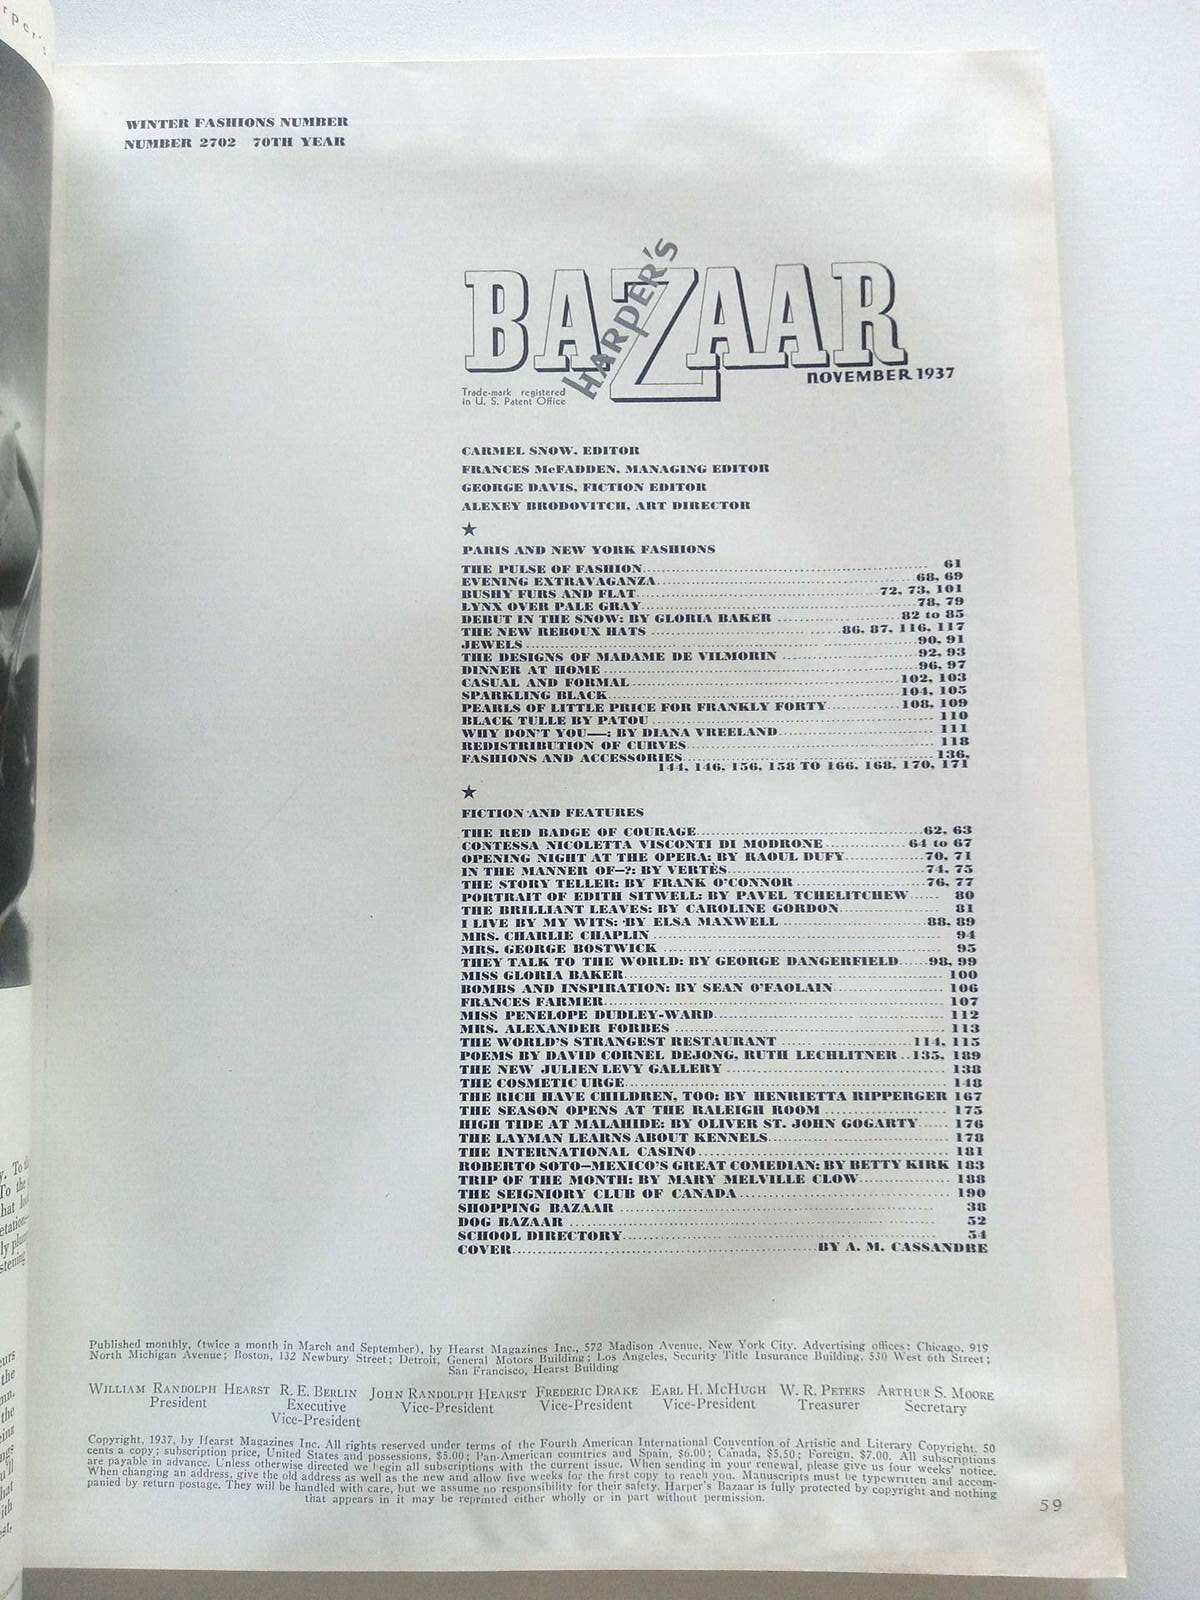 WINTER FASHIONS NUMBER
NUMBER 2702 70TH YEAR
HARPER'S
BAZAAR
NOVEMBER 1937
Trade-mark registered
in U. S. Patent Office
CARMEL SNOW, EDITOR
FRANCES McFADDEN, MANAGING EDITOR
GEORGE DAVIS, FICTION EDITOR
ALEXEY BRODOVITCH, ART DIRECTOR
★
PARIS AND NEW YORK FASHIONS
THE PULSE OF FASHION 61
EVENING EXTRAVAGANZA 68, 69
BUSHY FURS AND FLAT 72, 73, 101
LYNX OVER PALE GRAY 78, 79
DEBUT IN THE SNOW: BY GLORIA BAKER 82 to 85
THE NEW REBOUX HATS 86, 87, 116, 117
JEWELS 90, 91
THE DESIGNS OF MADAME DE VILMORIN 92, 93
DINNER AT HOME 96, 97
CASUAL AND FORMAL 102, 103
SPARKLING BLACK 104, 105
PEARLS OF LITTLE PRICE FOR FRANKLY FORTY 108, 109
BLACK TULLE BY PATOU 110
WHY DON'T YOU—: BY DIANA VREELAND 111
REDISTRIBUTION OF CURVES 118
FASHIONS AND ACCESSORIES 136,
144, 146, 156, 158 TO 166, 168, 170, 171
★
FICTION AND FEATURES
THE RED BADGE OF COURAGE 62, 63
CONTESSA NICOLETTA VISCONTI DI MODRONE 64 to 67
OPENING NIGHT AT THE OPERA: BY RAOUL DUFY 70, 71
IN THE MANNER OF—?: BY VERTÈS 74, 75
THE STORY TELLER: BY FRANK O'CONNOR 76, 77
PORTRAIT OF EDITH SITWELL: BY PAVEL TCHELITCHEW 80
THE BRILLIANT LEAVES: BY CAROLINE GORDON 81
I LIVE BY MY WITS: BY ELSA MAXWELL 88, 89
MRS. CHARLIE CHAPLIN 94
MRS. GEORGE BOSTWICK 95
THEY TALK TO THE WORLD: BY GEORGE DANGERFIELD 98, 99
MISS GLORIA BAKER 100
BOMBS AND INSPIRATION: BY SEAN O'FAOLAIN 106
FRANCES FARMER 107
MISS PENELOPE DUDLEY-WARD 112
MRS. ALEXANDER FORBES 113
THE WORLD'S STRANGEST RESTAURANT 114, 115
POEMS BY DAVID CORNEL DEJONG, RUTH LECHLITNER 135, 189
THE NEW JULIEN LEVY GALLERY 138
THE COSMETIC URGE 148
THE RICH HAVE CHILDREN, TOO: BY HENRIETTA RIPPERGER 167
THE SEASON OPENS AT THE RALEIGH ROOM 175
HIGH TIDE AT MALAHIDE: BY OLIVER ST. JOHN GOGARTY 176
THE LAYMAN LEARNS ABOUT KENNELS 178
THE INTERNATIONAL CASINO 181
ROBERTO SOTO—MEXICO'S GREAT COMEDIAN: BY BETTY KIRK 183
TRIP OF THE MONTH: BY MARY MELVILLE CLOW 188
THE SEIGNIORY CLUB OF CANADA 190
SHOPPING BAZAAR 38
DOG BAZAAR 52
SCHOOL DIRECTORY 54
COVER BY A. M. CASSANDRE
Published monthly, (twice a month in March and September), by Hearst Magazines Inc., 572 Madison Avenue, New York City. Advertising offices: Chicago, 919
North Michigan Avenue; Boston, 132 Newbury Street; Detroit, General Motors Building; Los Angeles, Security Title Insurance Building, 530 West 6th Street;
San Francisco, Hearst Building
WILLIAM RANDOLPH HEARST R. E. BERLIN JOHN RANDOLPH HEARST FREDERIC DRAKE EARL H. McHUGH W. R. PETERS ARTHUR S. MOORE
President Executive Vice-President Vice-President Vice-President Treasurer Secretary
Vice-President
Copyright, 1937, by Hearst Magazines Inc. All rights reserved under terms of the Fourth American International Convention of Artistic and Literary Copyright. 50
cents a copy; subscription price, United States and possessions, $5.00; Pan-American countries and Spain, $6.00; Canada, $5.50; Foreign, $7.00. All subscriptions
are payable in advance. Unless otherwise directed we begin all subscriptions with the current issue. When sending in your renewal, please give us four weeks' notice.
When changing an address, give the old address as well as the new and allow five weeks for the first copy to reach you. Manuscripts must be typewritten and accom-
panied by return postage. They will be handled with care, but we assume no responsibility for their safety. Harper's Bazaar is fully protected by copyright and nothing
that appears in it may be reprinted either wholly or in part without permission.
59